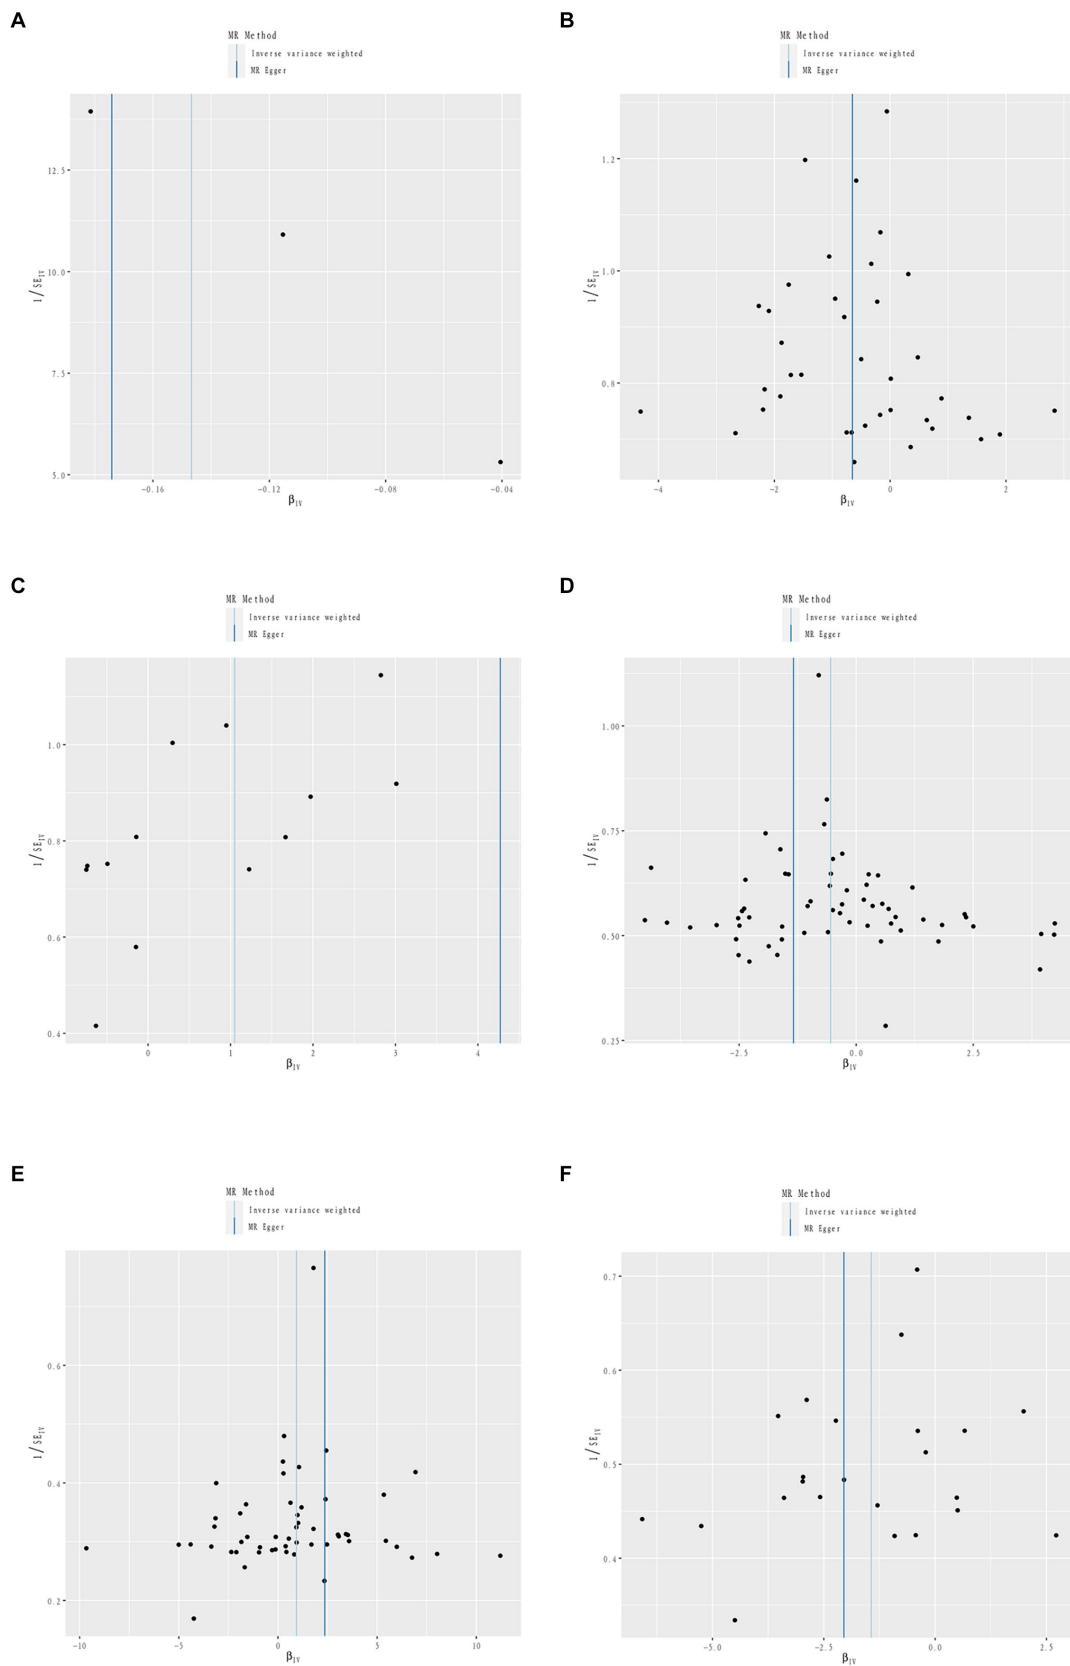 A
MR Method
Inverse variance weighted
MR Egger
12.5
10.0
7.5
5.0
1/SE_IV
-0.16 -0.12 -0.08 -0.04
β_IV
B
MR Method
Inverse variance weighted
MR Egger
1.2
1.0
0.8
1/SE_IV
-4 -2 0 2
β_IV
C
MR Method
Inverse variance weighted
MR Egger
1.0
0.8
0.6
0.4
1/SE_IV
0 1 2 3 4
β_IV
D
MR Method
Inverse variance weighted
MR Egger
1.00
0.75
0.50
0.25
1/SE_IV
-2.5 0.0 2.5
β_IV
E
MR Method
Inverse variance weighted
MR Egger
0.6
0.4
0.2
1/SE_IV
-10 -5 0 5 10
β_IV
F
MR Method
Inverse variance weighted
MR Egger
0.7
0.6
0.5
0.4
1/SE_IV
-5.0 -2.5 0.0 2.5
β_IV